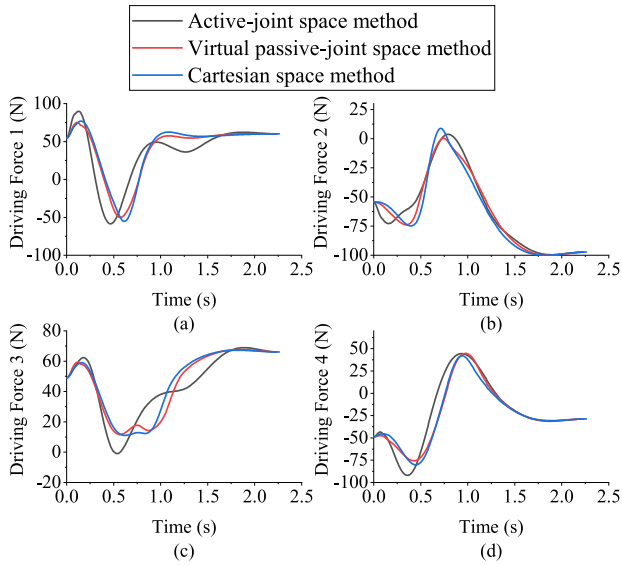 Active-joint space method
Virtual passive-joint space method
Cartesian space method
Driving Force 1 (N)
100
50
0
-50
-100
0.0 0.5 1.0 1.5 2.0 2.5
Time (s)
(a)
Driving Force 2 (N)
25
0
-25
-50
-75
-100
0.0 0.5 1.0 1.5 2.0 2.5
Time (s)
(b)
Driving Force 3 (N)
80
60
40
20
0
20
0.0 0.5 1.0 1.5 2.0 2.5
Time (s)
(c)
Driving Force 4 (N)
50
25
0
-25
-50
-75
-100
0.0 0.5 1.0 1.5 2.0 2.5
Time (s)
(d)